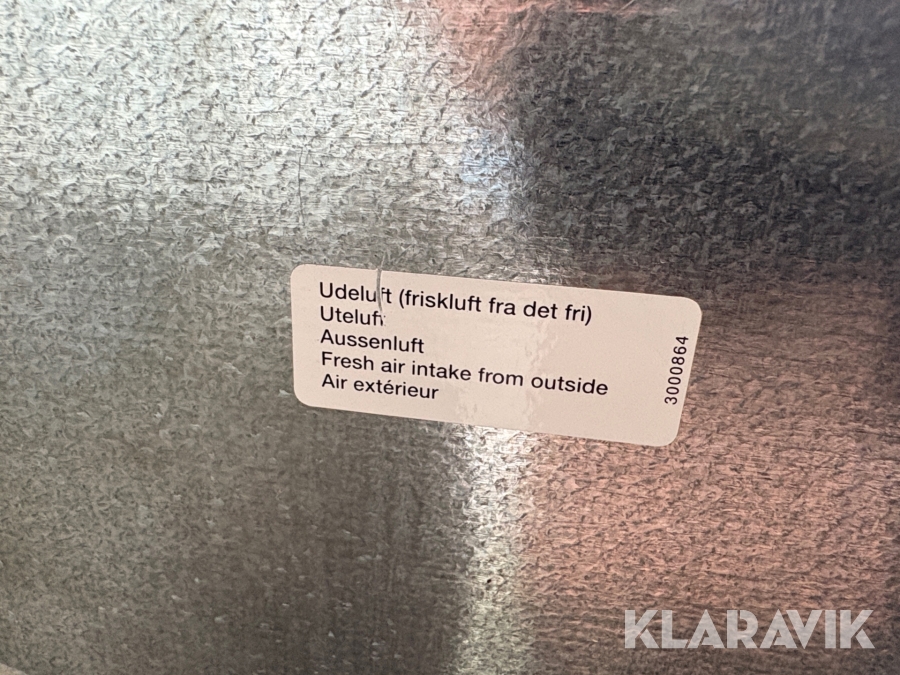 Udeluft (friskluft fra det fri)
Uteluft
Aussenluft
Fresh air intake from outside
Air extérieur
3000864
KLARAVIK